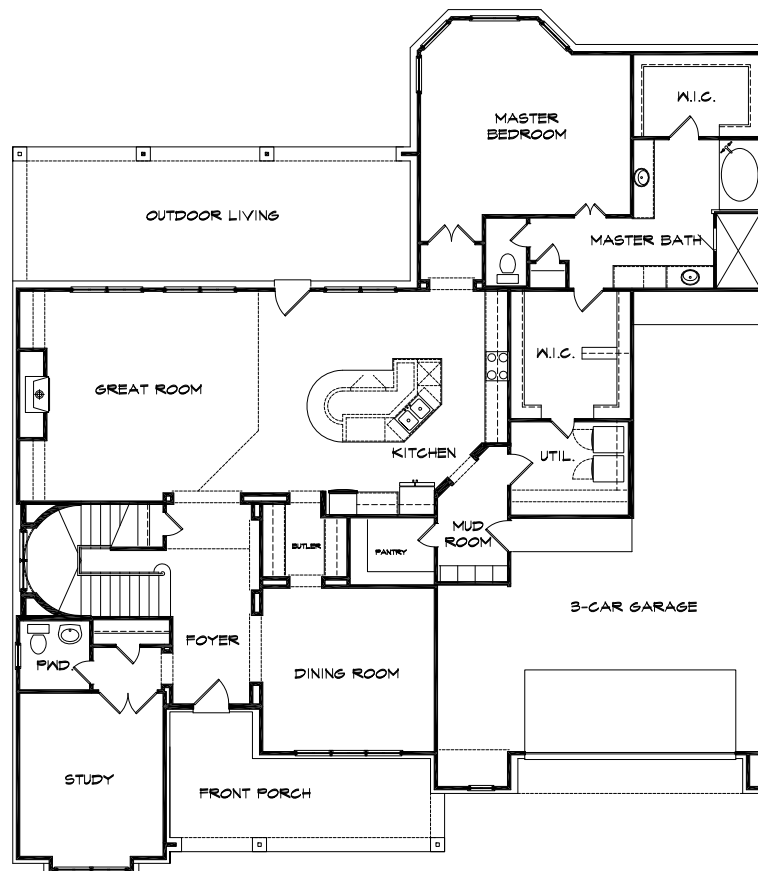 W.I.C.
MASTER
BEDROOM
OUTDOOR LIVING
MASTER BATH
W.I.C.
GREAT ROOM
KITCHEN
UTIL.
MUD
ROOM
BUTLER
PANTRY
3-CAR GARAGE
FOYER
PWD.
DINING ROOM
STUDY
FRONT PORCH